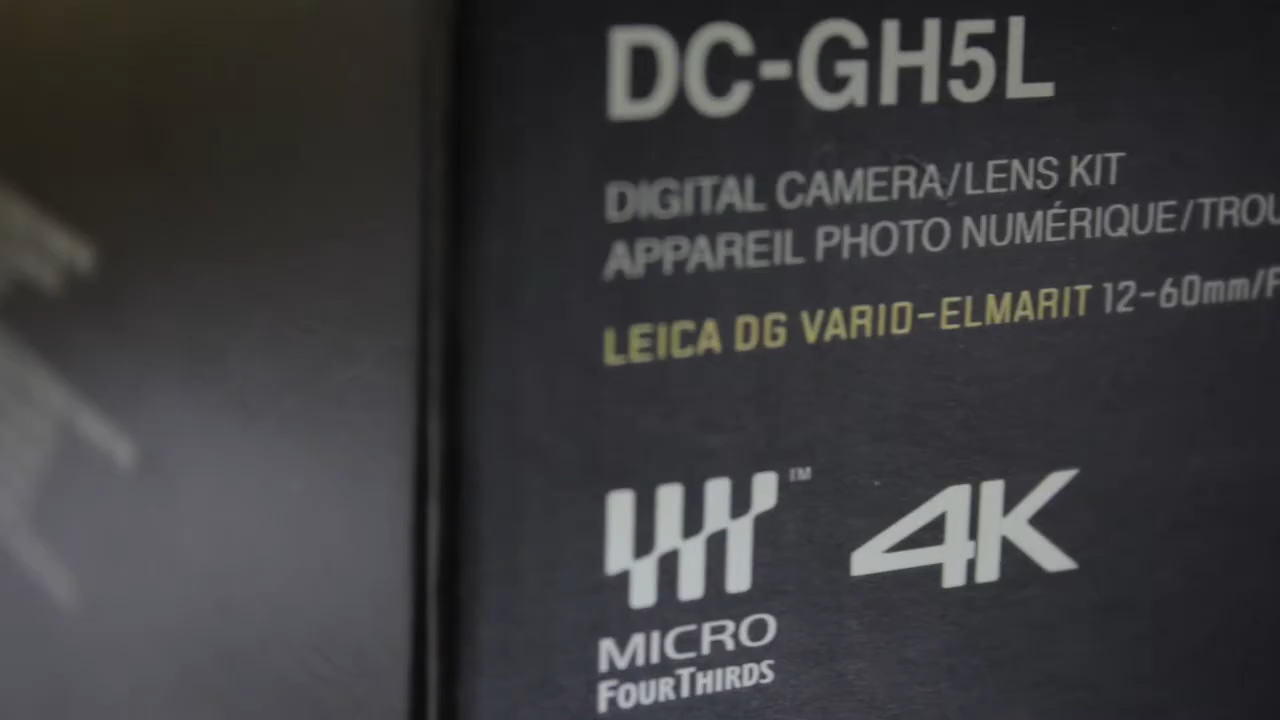 DC-GH5L
DIGITAL CAMERA/LENS KIT
APPAREIL PHOTO NUMÉRIQUE/TROU
LEICA DG VARIO-ELMARIT 12-60mm/F
TM
4K
MICRO
FOURTHIRDS